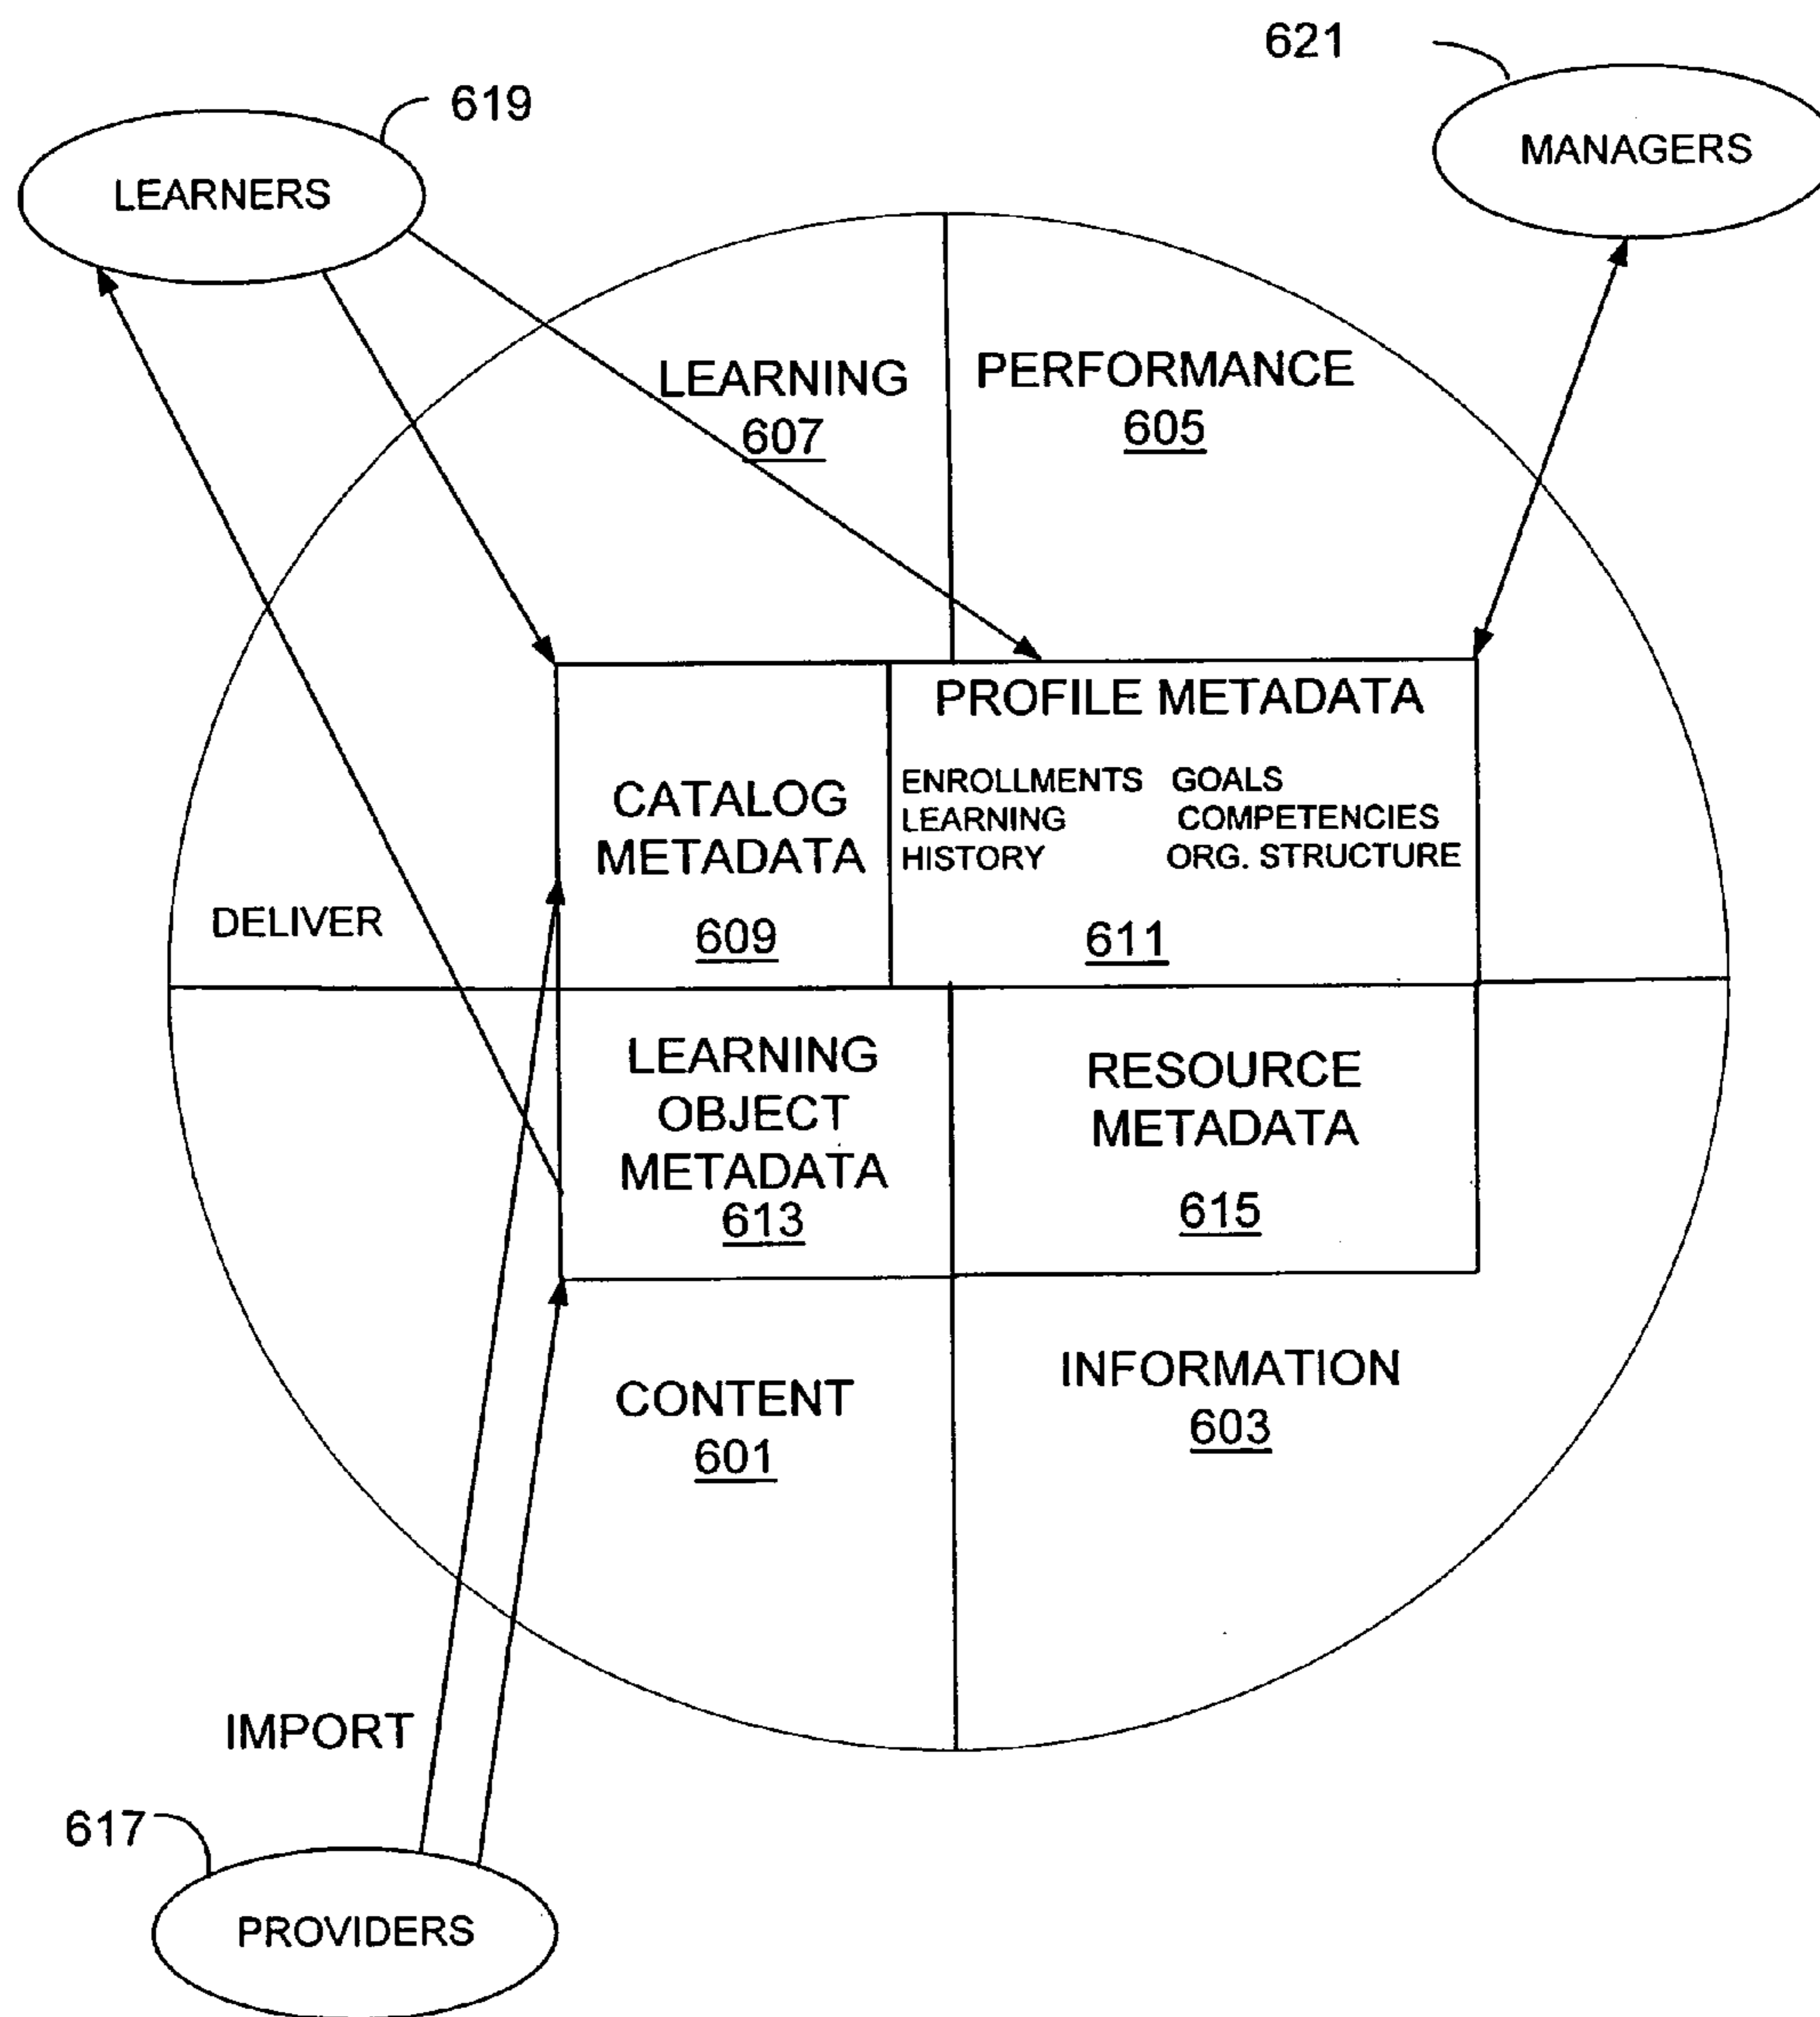 621
619
MANAGERS
LEARNERS
LEARNING
607
PERFORMANCE
605
PROFILE METADATA
ENROLLMENTS GOALS
LEARNING COMPETENCIES
HISTORY ORG. STRUCTURE
611
CATALOG
METADATA
609
DELIVER
LEARNING
OBJECT
METADATA
613
RESOURCE
METADATA
615
CONTENT
601
INFORMATION
603
IMPORT
617
PROVIDERS